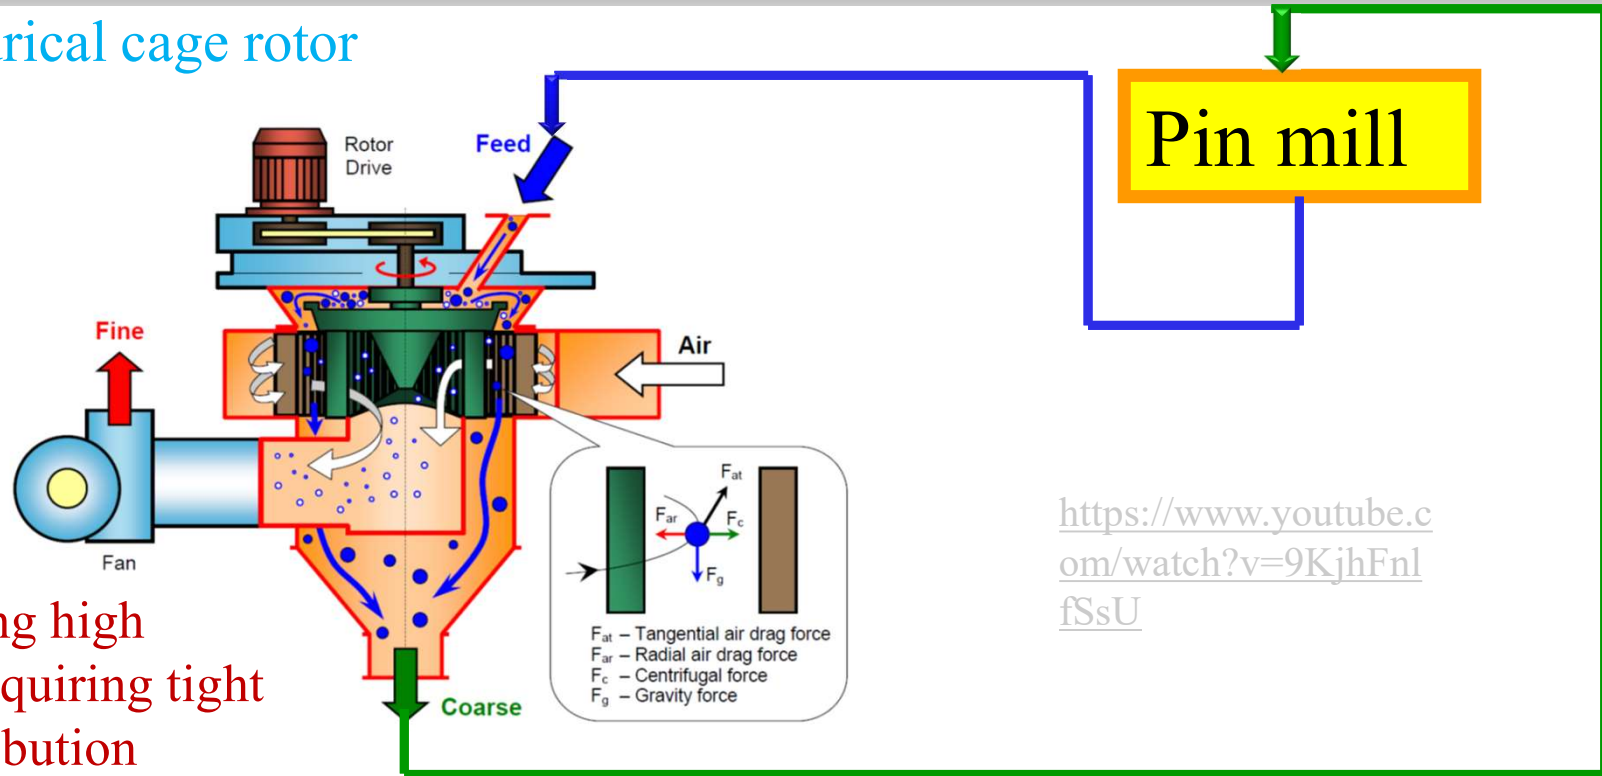 rical cage rotor
Pin mill
Rotor
Drive
Feed
Fine
Air
Fan
https://www.youtube.c
om/watch?v=9KjhFnl
fSsU
Fat
Far
Fc
Fg
Fat – Tangential air drag force
Far – Radial air drag force
Fc – Centrifugal force
Fg – Gravity force
Coarse
ng high
quiring tight
bution